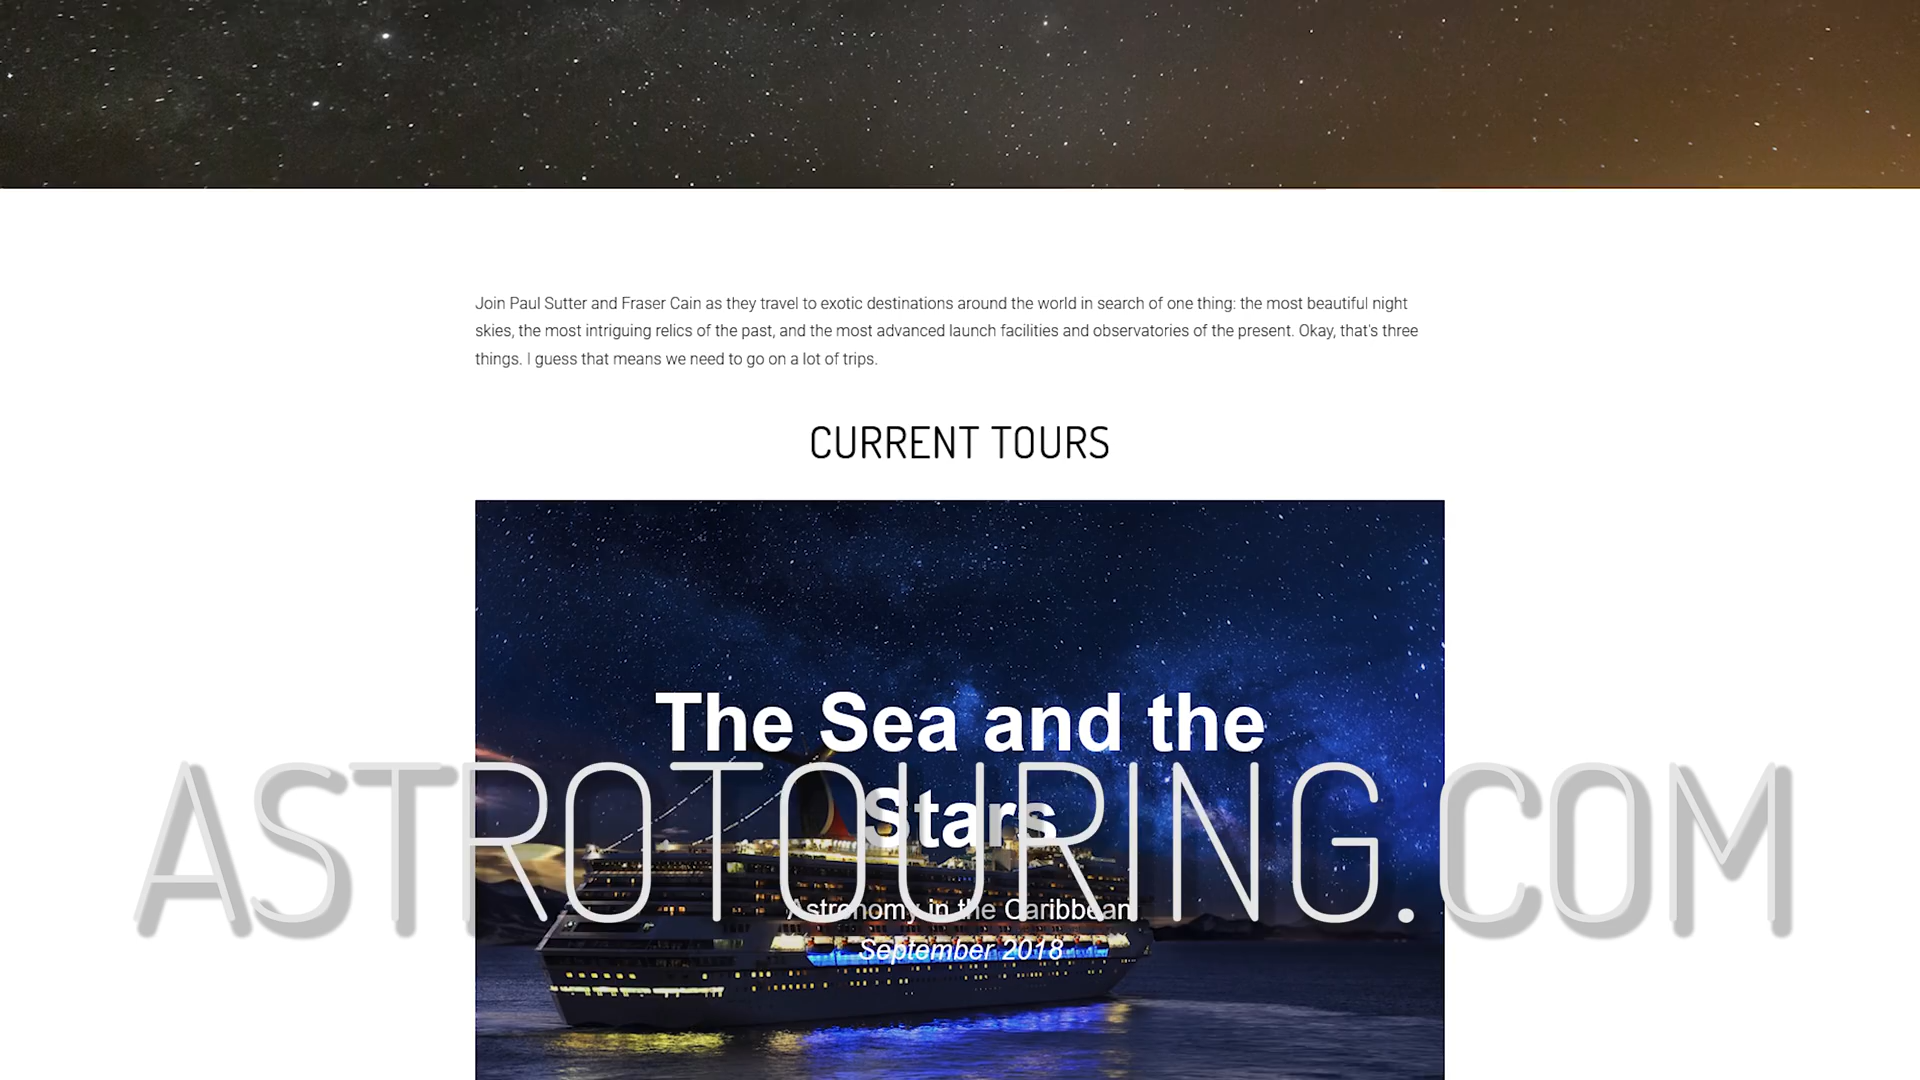 Join Paul Sutter and Fraser Cain as they travel to exotic destinations around the world in search of one thing: the most beautiful night
skies, the most intriguing relics of the past, and the most advanced launch facilities and observatories of the present. Okay, that's three
things. I guess that means we need to go on a lot of trips.
CURRENT TOURS
The Sea and the
Stars
ASTROTOURING.COM
Astronomy in the Caribbean
September 2018